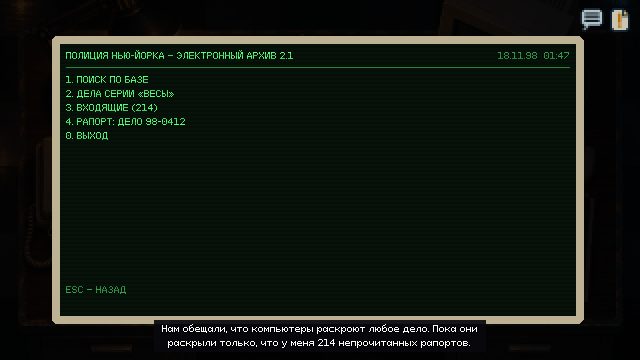 ПОЛИЦИЯ НЬЮ-ЙОРКА – ЭЛЕКТРОННЫЙ АРХИВ 2.1 18.11.98 01:47
1. ПОИСК ПО БАЗЕ
2. ДЕЛА СЕРИИ «ВЕСЫ»
3. ВХОДЯЩИЕ (214)
4. РАПОРТ: ДЕЛО 98-0412
0. ВЫХОД
ESC – НАЗАД
Нам обещали, что компьютеры раскроют любое дело. Пока они
раскрыли только, что у меня 214 непрочитанных рапортов.